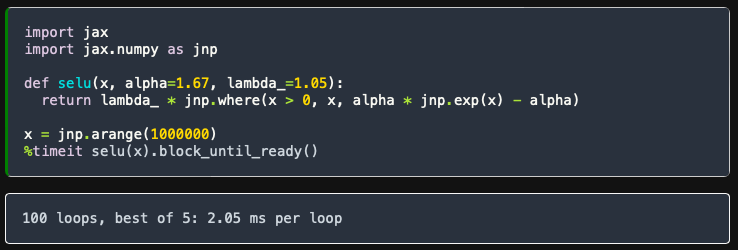 import jax
import jax.numpy as jnp
def selu(x, alpha=1.67, lambda_=1.05):
  return lambda_ * jnp.where(x > 0, x, alpha * jnp.exp(x) - alpha)
x = jnp.arange(1000000)
%timeit selu(x).block_until_ready()
100 loops, best of 5: 2.05 ms per loop